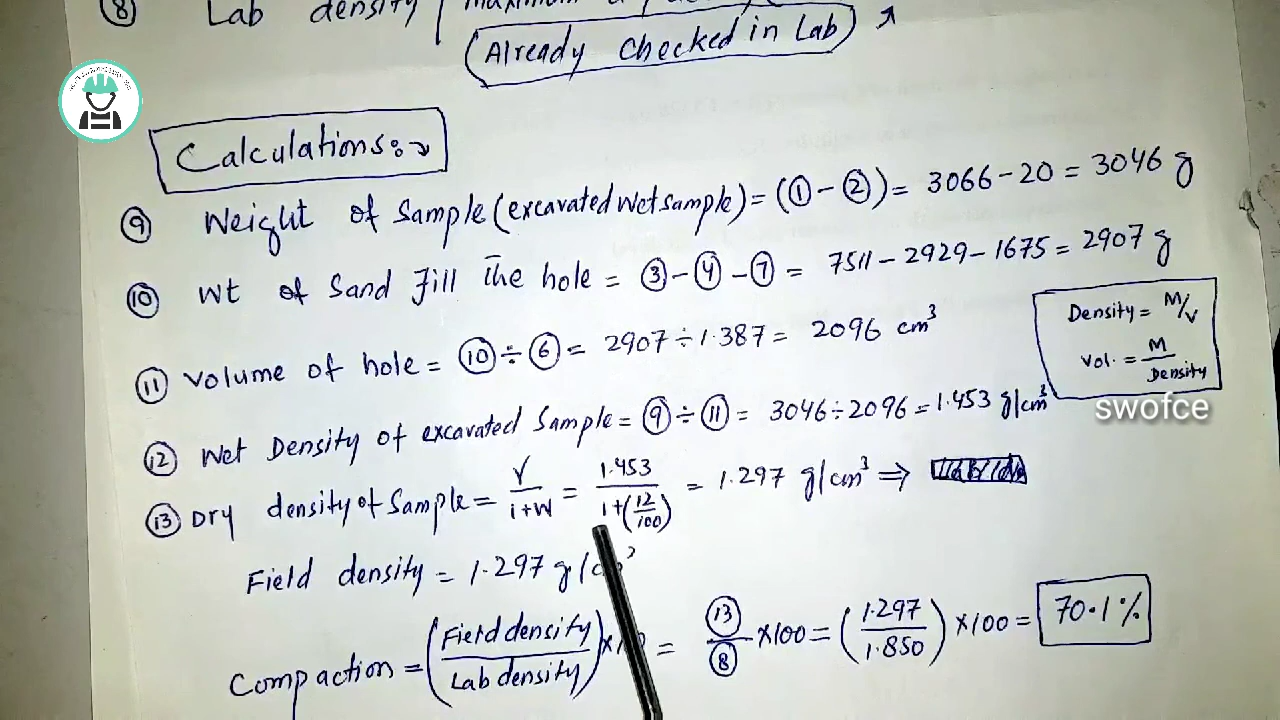 ⑧ Lab density / maximum dry density
(Already Checked in Lab)
Calculations:→
⑨ Weight of Sample (excavated wet sample) = (① - ②) = 3066 - 20 = 3046 g
⑩ Wt of Sand fill The hole = ③ - ④ - ⑦ = 7511 - 2929 - 1675 = 2907 g
Density = M/V
⑪ Volume of hole = ⑩ ÷ ⑥ = 2907 ÷ 1.387 = 2096 cm³
Vol. = M/Density
swofce
⑫ Wet Density of excavated Sample = ⑨ ÷ ⑪ = 3046 ÷ 2096 = 1.453 g/cm³
⑬ Dry density of Sample = γ/1+W = 1.453/1+(12/100) = 1.297 g/cm³ ⇒
Field density = 1.297 g/
Compaction = (Field density/Lab density) × = ⑬/⑧ ×100 = (1.297/1.850) ×100 = 70.1%